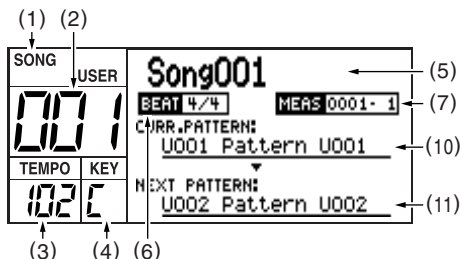 (1) (2)
SONG
USER
001
Song001
(5)
BEAT 4/4
MEAS 0001- 1
(7)
CURR.PATTERN:
U001 Pattern U001
(10)
TEMPO KEY
102 C
NEXT PATTERN:
U002 Pattern U002
(11)
(3) (4) (6)